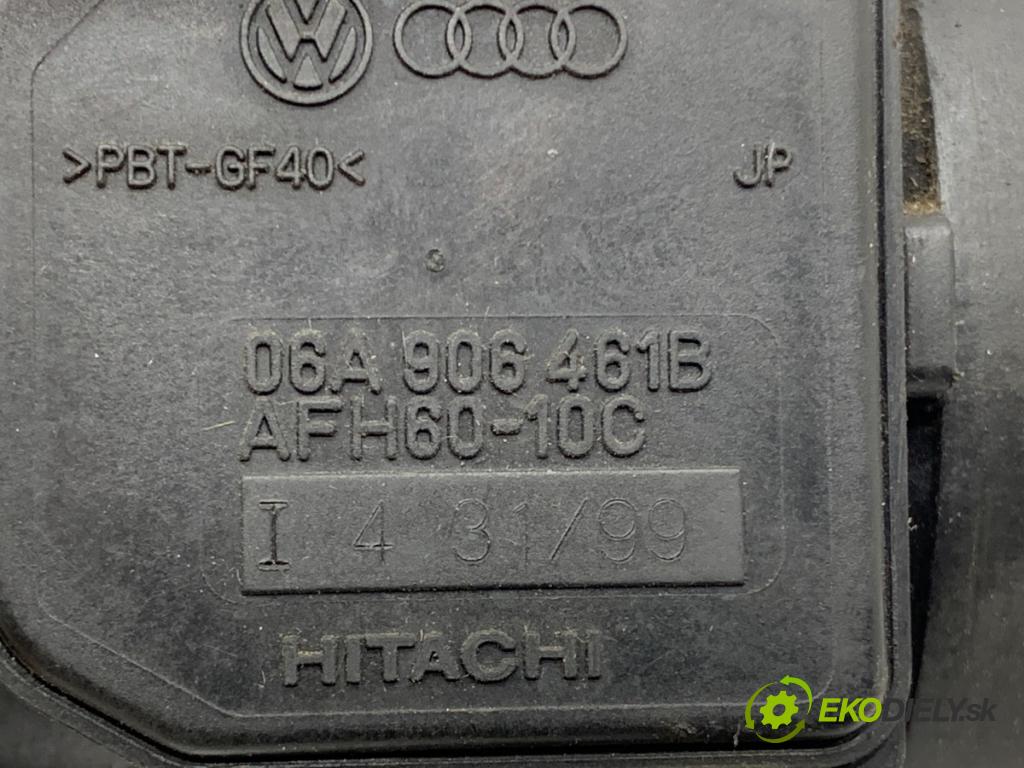 >PBT-GF40< JP
06A 906 461B
AFH60-10C
I 4 31/99
HITACHI
EKODIELY.sk